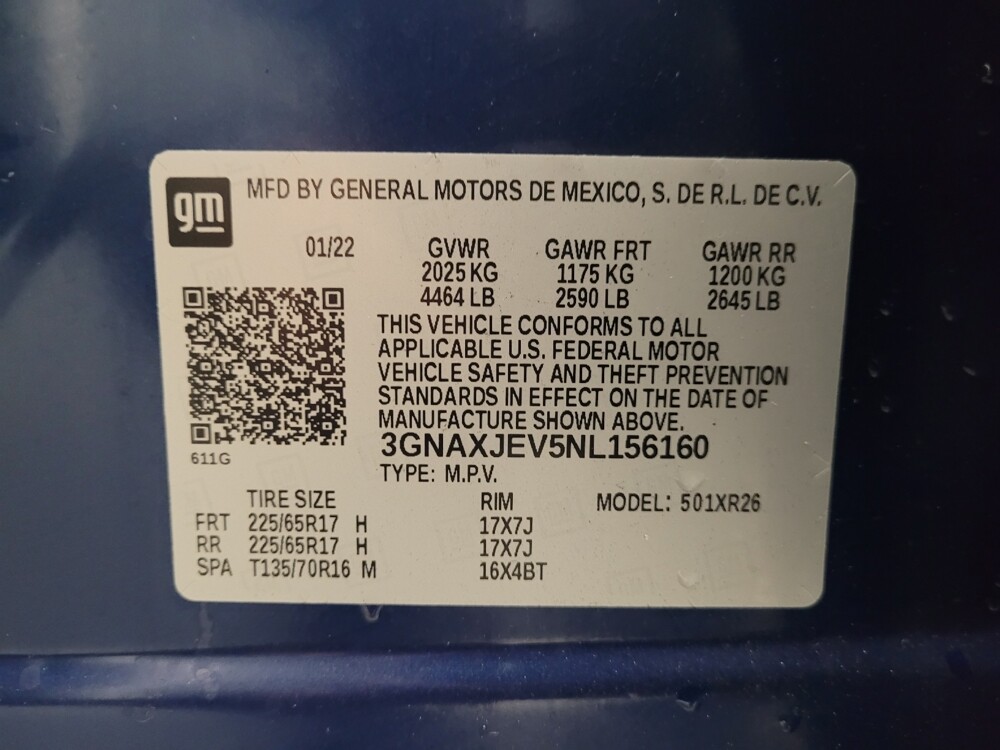 gm
MFD BY GENERAL MOTORS DE MEXICO, S. DE R.L. DE C.V.
01/22 GVWR GAWR FRT GAWR RR
2025 KG 1175 KG 1200 KG
4464 LB 2590 LB 2645 LB
THIS VEHICLE CONFORMS TO ALL
APPLICABLE U.S. FEDERAL MOTOR
VEHICLE SAFETY AND THEFT PREVENTION
STANDARDS IN EFFECT ON THE DATE OF
MANUFACTURE SHOWN ABOVE.
3GNAXJEV5NL156160
611G
TYPE: M.P.V.
TIRE SIZE RIM MODEL: 501XR26
FRT 225/65R17 H 17X7J
RR 225/65R17 H 17X7J
SPA T135/70R16 M 16X4BT